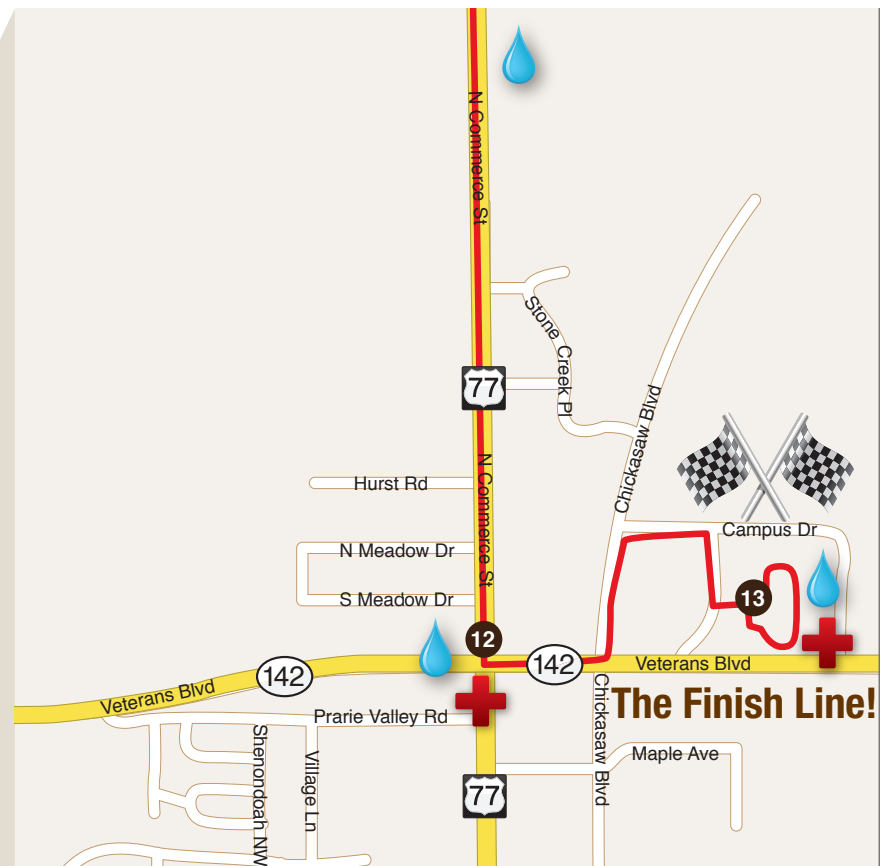 N Commerce St
Stone Creek Pl
77
Chickasaw Blvd
N Commerce St
Hurst Rd
Campus Dr
N Meadow Dr
S Meadow Dr
13
12
142
Veterans Blvd
142
Veterans Blvd
The Finish Line!
Prarie Valley Rd
Chickasaw Blvd
Shenondoah NW
Village Ln
Maple Ave
77